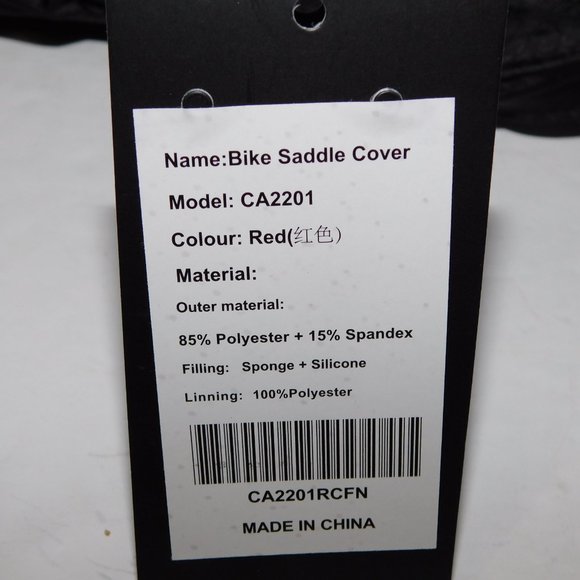 Name:Bike Saddle Cover
Model: CA2201
Colour: Red(红色)
Material:
Outer material:
85% Polyester + 15% Spandex
Filling: Sponge + Silicone
Linning: 100%Polyester
CA2201RCFN
MADE IN CHINA